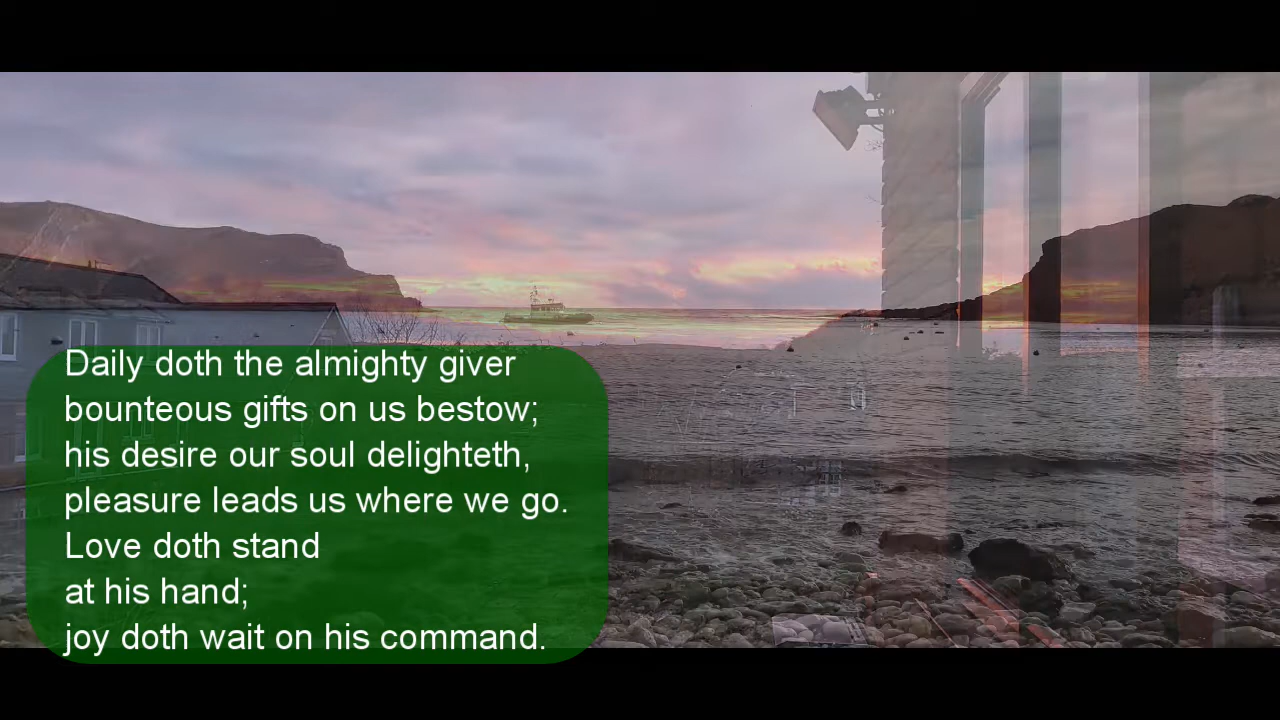 Daily doth the almighty giver
bounteous gifts on us bestow;
his desire our soul delighteth,
pleasure leads us where we go.
Love doth stand
at his hand;
joy doth wait on his command.